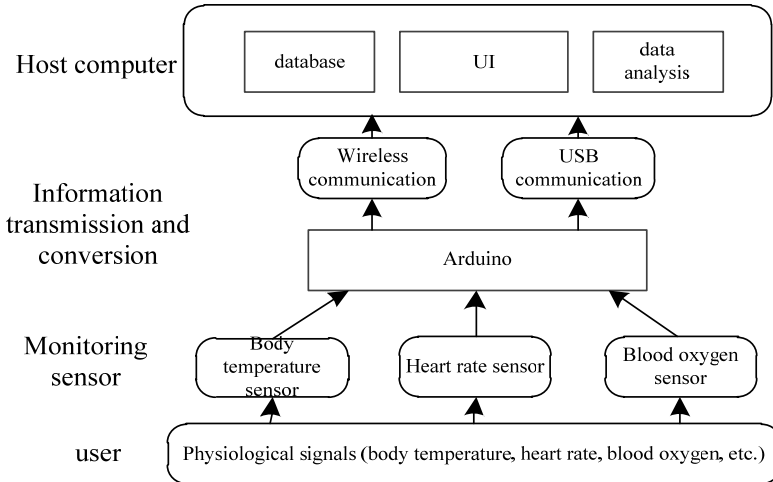 Host computer
database
UI
data
analysis
Wireless
communication
USB
communication
Information
transmission and
conversion
Arduino
Monitoring
sensor
Body
temperature
sensor
Heart rate sensor
Blood oxygen
sensor
user
Physiological signals (body temperature, heart rate, blood oxygen, etc.)